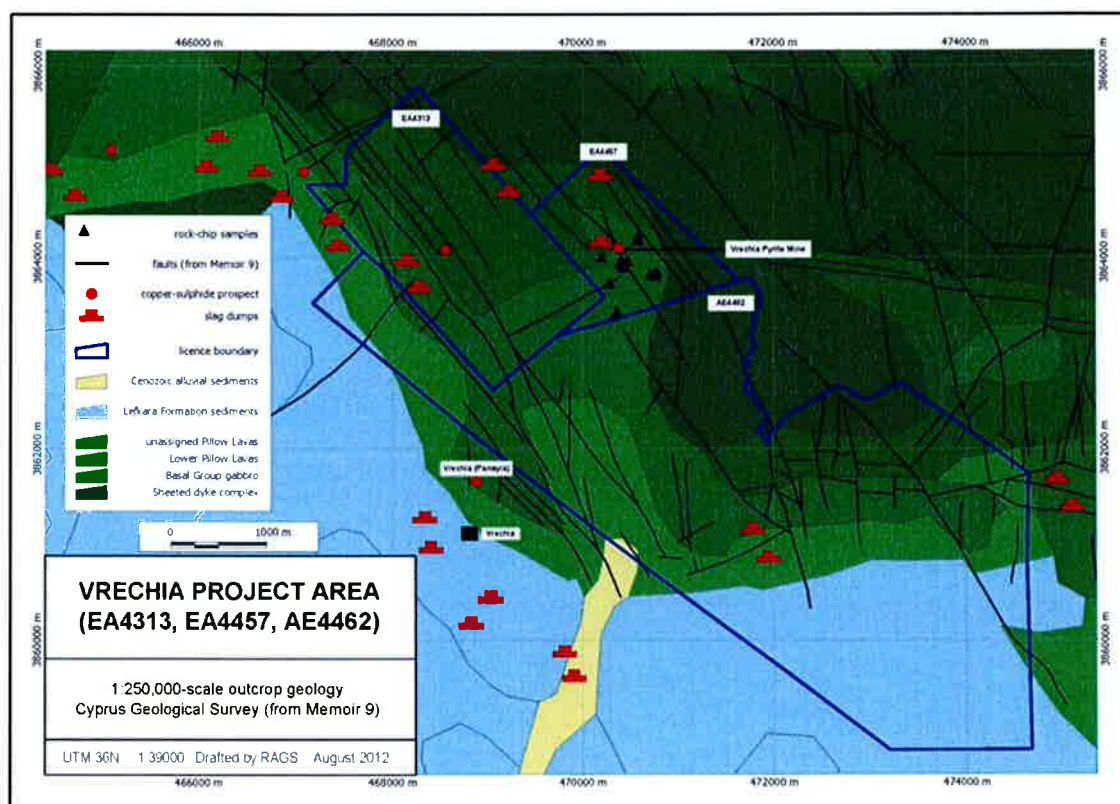 466000 m 468000 m 470000 m 472000 m 474000 m
3866000 m
3866000 m
EA4313
EA4457
rock-chip samples
Vrechia Pyrite Mine
3864000 m
3864000 m
faults (from Memoir 9)
copper-sulphide prospect
AE4462
slag dumps
licence boundary
Cenozoic alluvial sediments
Lefkara Formation sediments
unassigned Pillow Lavas
3862000 m
3862000 m
Lower Pillow Lavas
Basal Group gabbro
Vrechia (Panayia)
Sheeted dyke complex
0 1000 m
Vrechia
VRECHIA PROJECT AREA
(EA4313, EA4457, AE4462)
3860000 m
3860000 m
1:250,000-scale outcrop geology
Cyprus Geological Survey (from Memoir 9)
UTM 36N 1:39000 Drafted by RAGS August 2012
466000 m 468000 m 470000 m 472000 m 474000 m